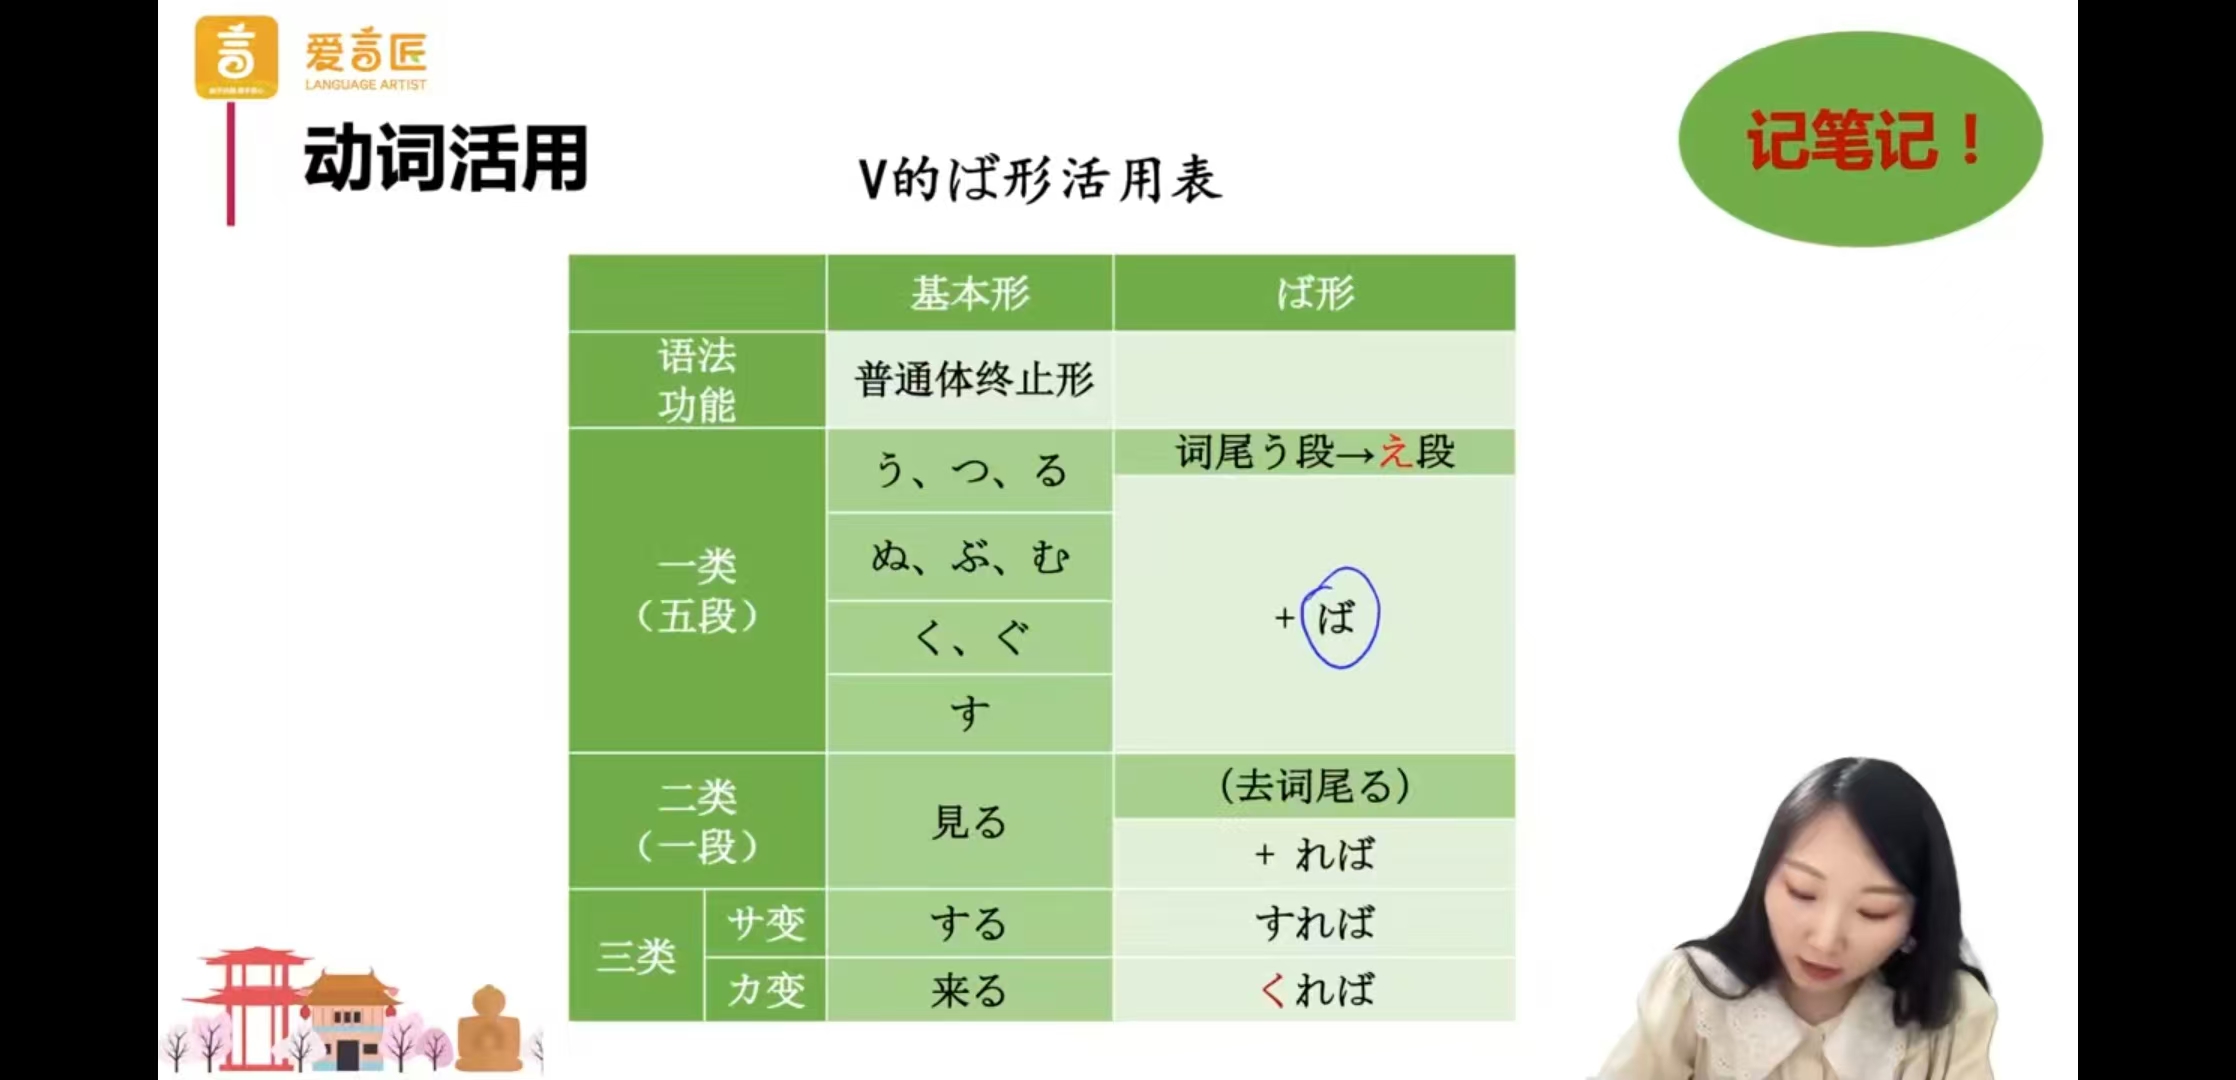 爱言匠
LANGUAGE ARTIST
动词活用
V的ば形活用表
记笔记！
基本形
ば形
语法
功能
普通体终止形
一类
（五段）
う、つ、る
词尾う段→え段
ぬ、ぶ、む
く、ぐ
す
+ ば
二类
（一段）
見る
（去词尾る）
+ れば
三类
サ变
する
すれば
カ变
来る
くれば